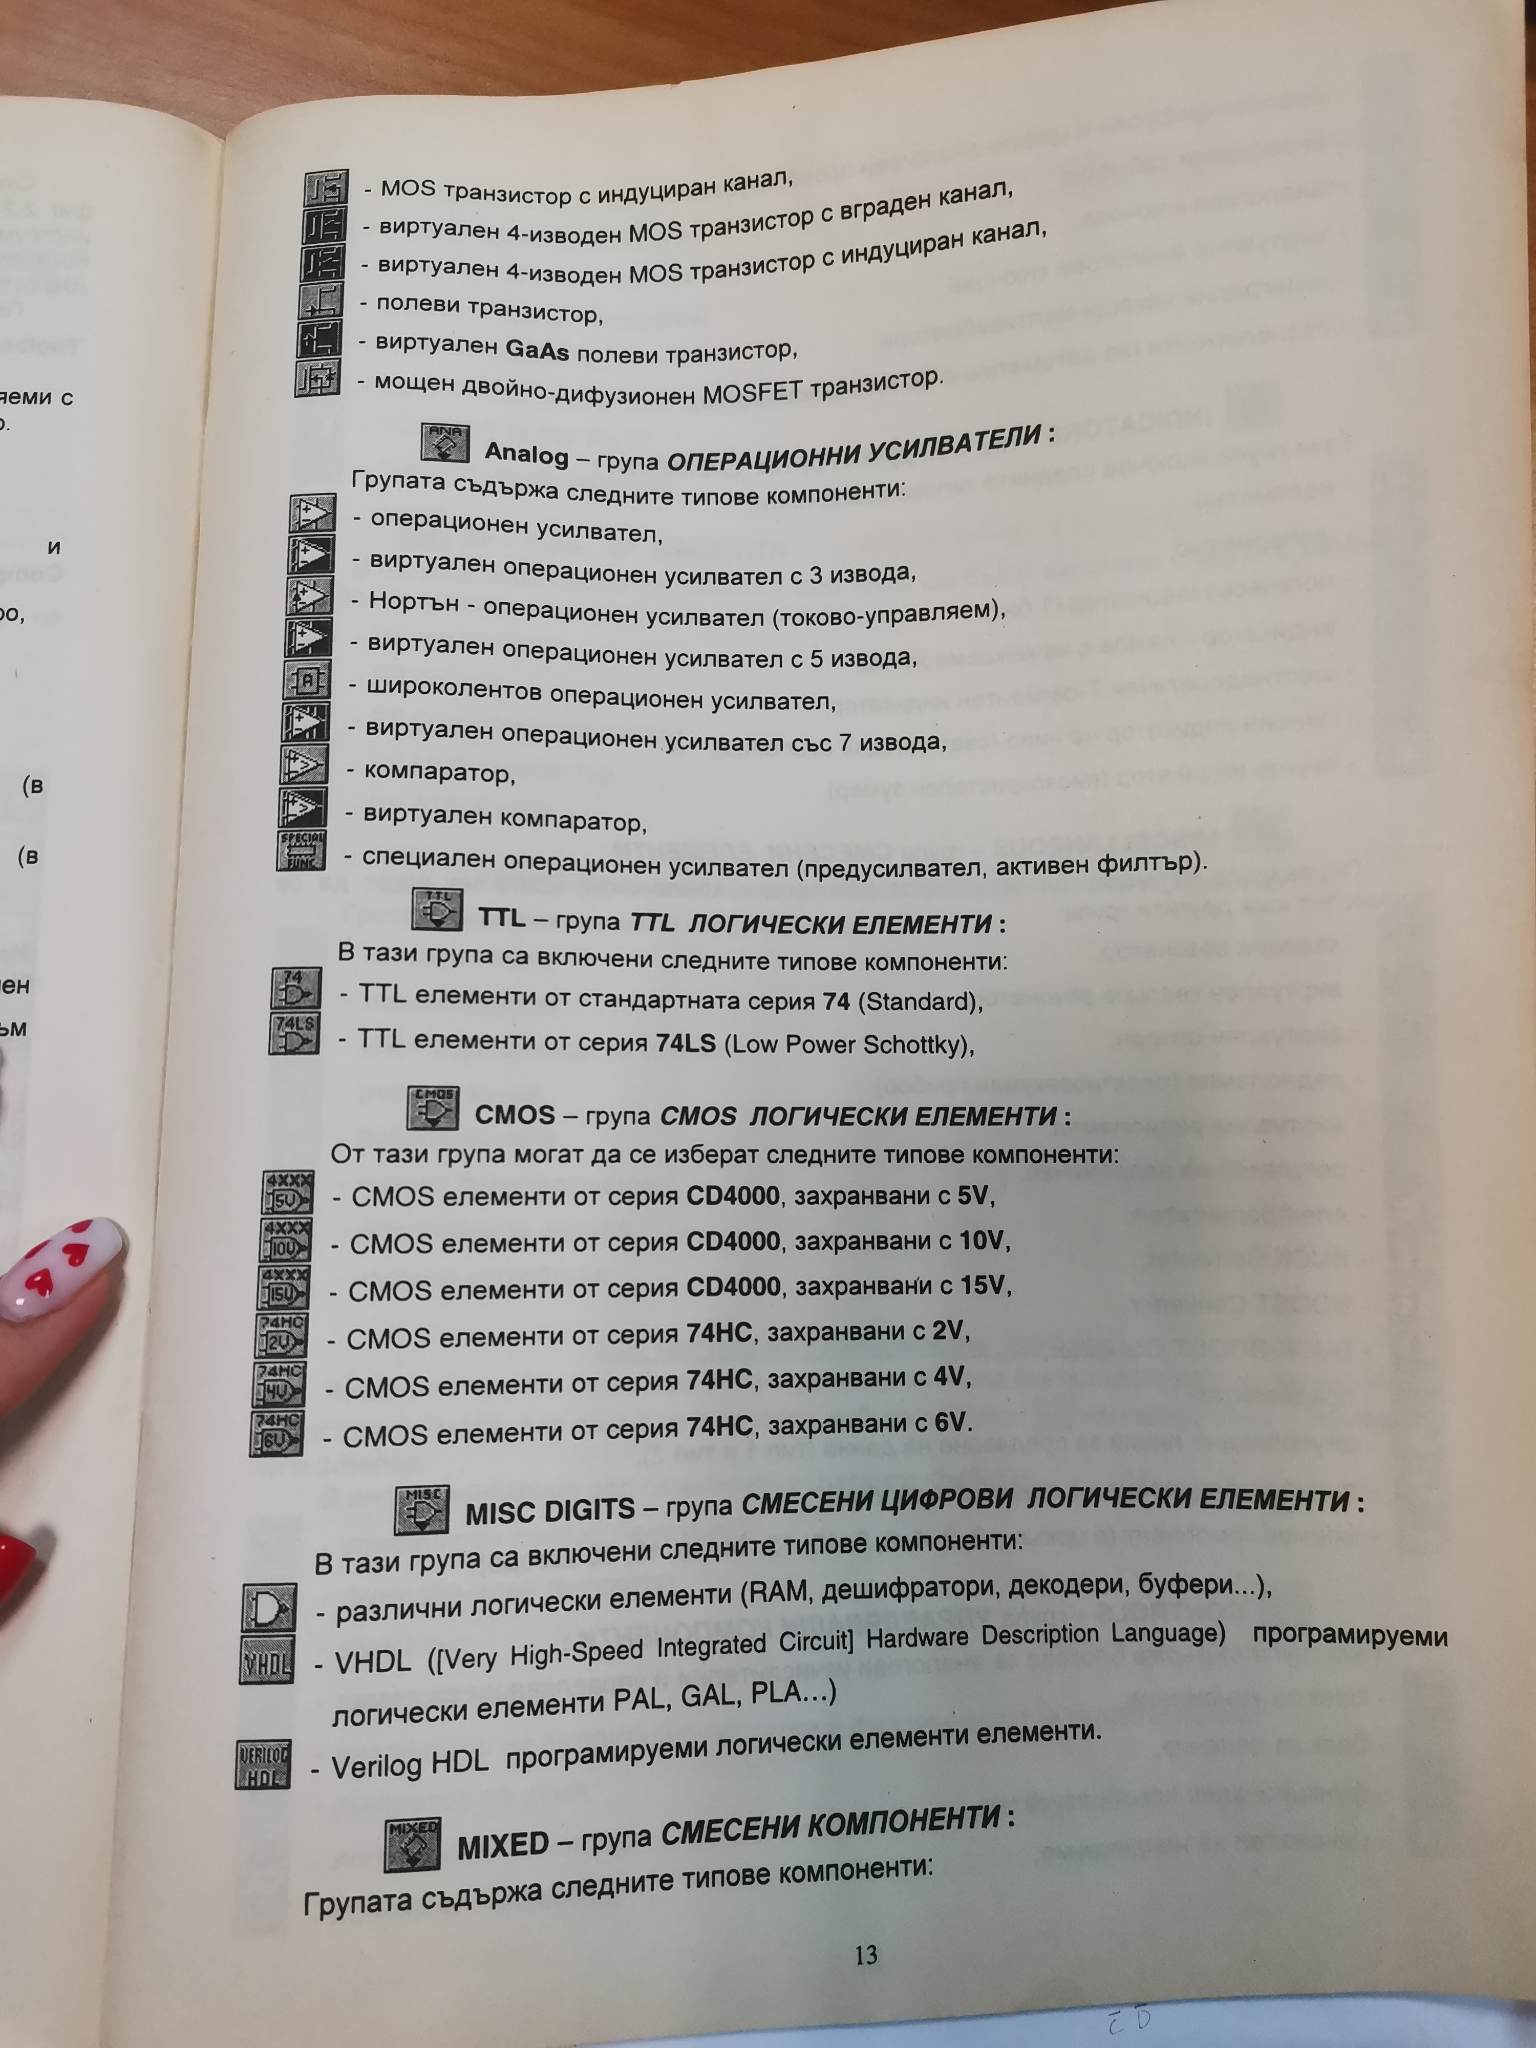 - MOS транзистор с индуциран канал,
- виртуален 4-изводен MOS транзистор с вграден канал,
- виртуален 4-изводен MOS транзистор с индуциран канал,
- полеви транзистор,
- виртуален GaAs полеви транзистор,
- мощен двойно-дифузионен MOSFET транзистор.
ANA Analog – група ОПЕРАЦИОННИ УСИЛВАТЕЛИ :
Групата съдържа следните типове компоненти:
- операционен усилвател,
- виртуален операционен усилвател с 3 извода,
- Нортън - операционен усилвател (токово-управляем),
- виртуален операционен усилвател с 5 извода,
A - широколентов операционен усилвател,
- виртуален операционен усилвател със 7 извода,
- компаратор,
- виртуален компаратор,
SPECIAL FUNC - специален операционен усилвател (предусилвател, активен филтър).
TTL TTL – група TTL ЛОГИЧЕСКИ ЕЛЕМЕНТИ :
В тази група са включени следните типове компоненти:
74 - TTL елементи от стандартната серия 74 (Standard),
74LS - TTL елементи от серия 74LS (Low Power Schottky),
CMOS CMOS – група CMOS ЛОГИЧЕСКИ ЕЛЕМЕНТИ :
От тази група могат да се изберат следните типове компоненти:
4XXX 5V - CMOS елементи от серия CD4000, захранвани с 5V,
4XXX 10V - CMOS елементи от серия CD4000, захранвани с 10V,
4XXX 15V - CMOS елементи от серия CD4000, захранвани с 15V,
74HC 2V - CMOS елементи от серия 74HC, захранвани с 2V,
74HC 4V - CMOS елементи от серия 74HC, захранвани с 4V,
74HC 6V - CMOS елементи от серия 74HC, захранвани с 6V.
MISC MISC DIGITS – група СМЕСЕНИ ЦИФРОВИ ЛОГИЧЕСКИ ЕЛЕМЕНТИ :
В тази група са включени следните типове компоненти:
- различни логически елементи (RAM, дешифратори, декодери, буфери...),
VHDL - VHDL ([Very High-Speed Integrated Circuit] Hardware Description Language) програмируеми
логически елементи PAL, GAL, PLA...)
VERILOG HDL - Verilog HDL програмируеми логически елементи елементи.
MIXED MIXED – група СМЕСЕНИ КОМПОНЕНТИ :
Групата съдържа следните типове компоненти:
13